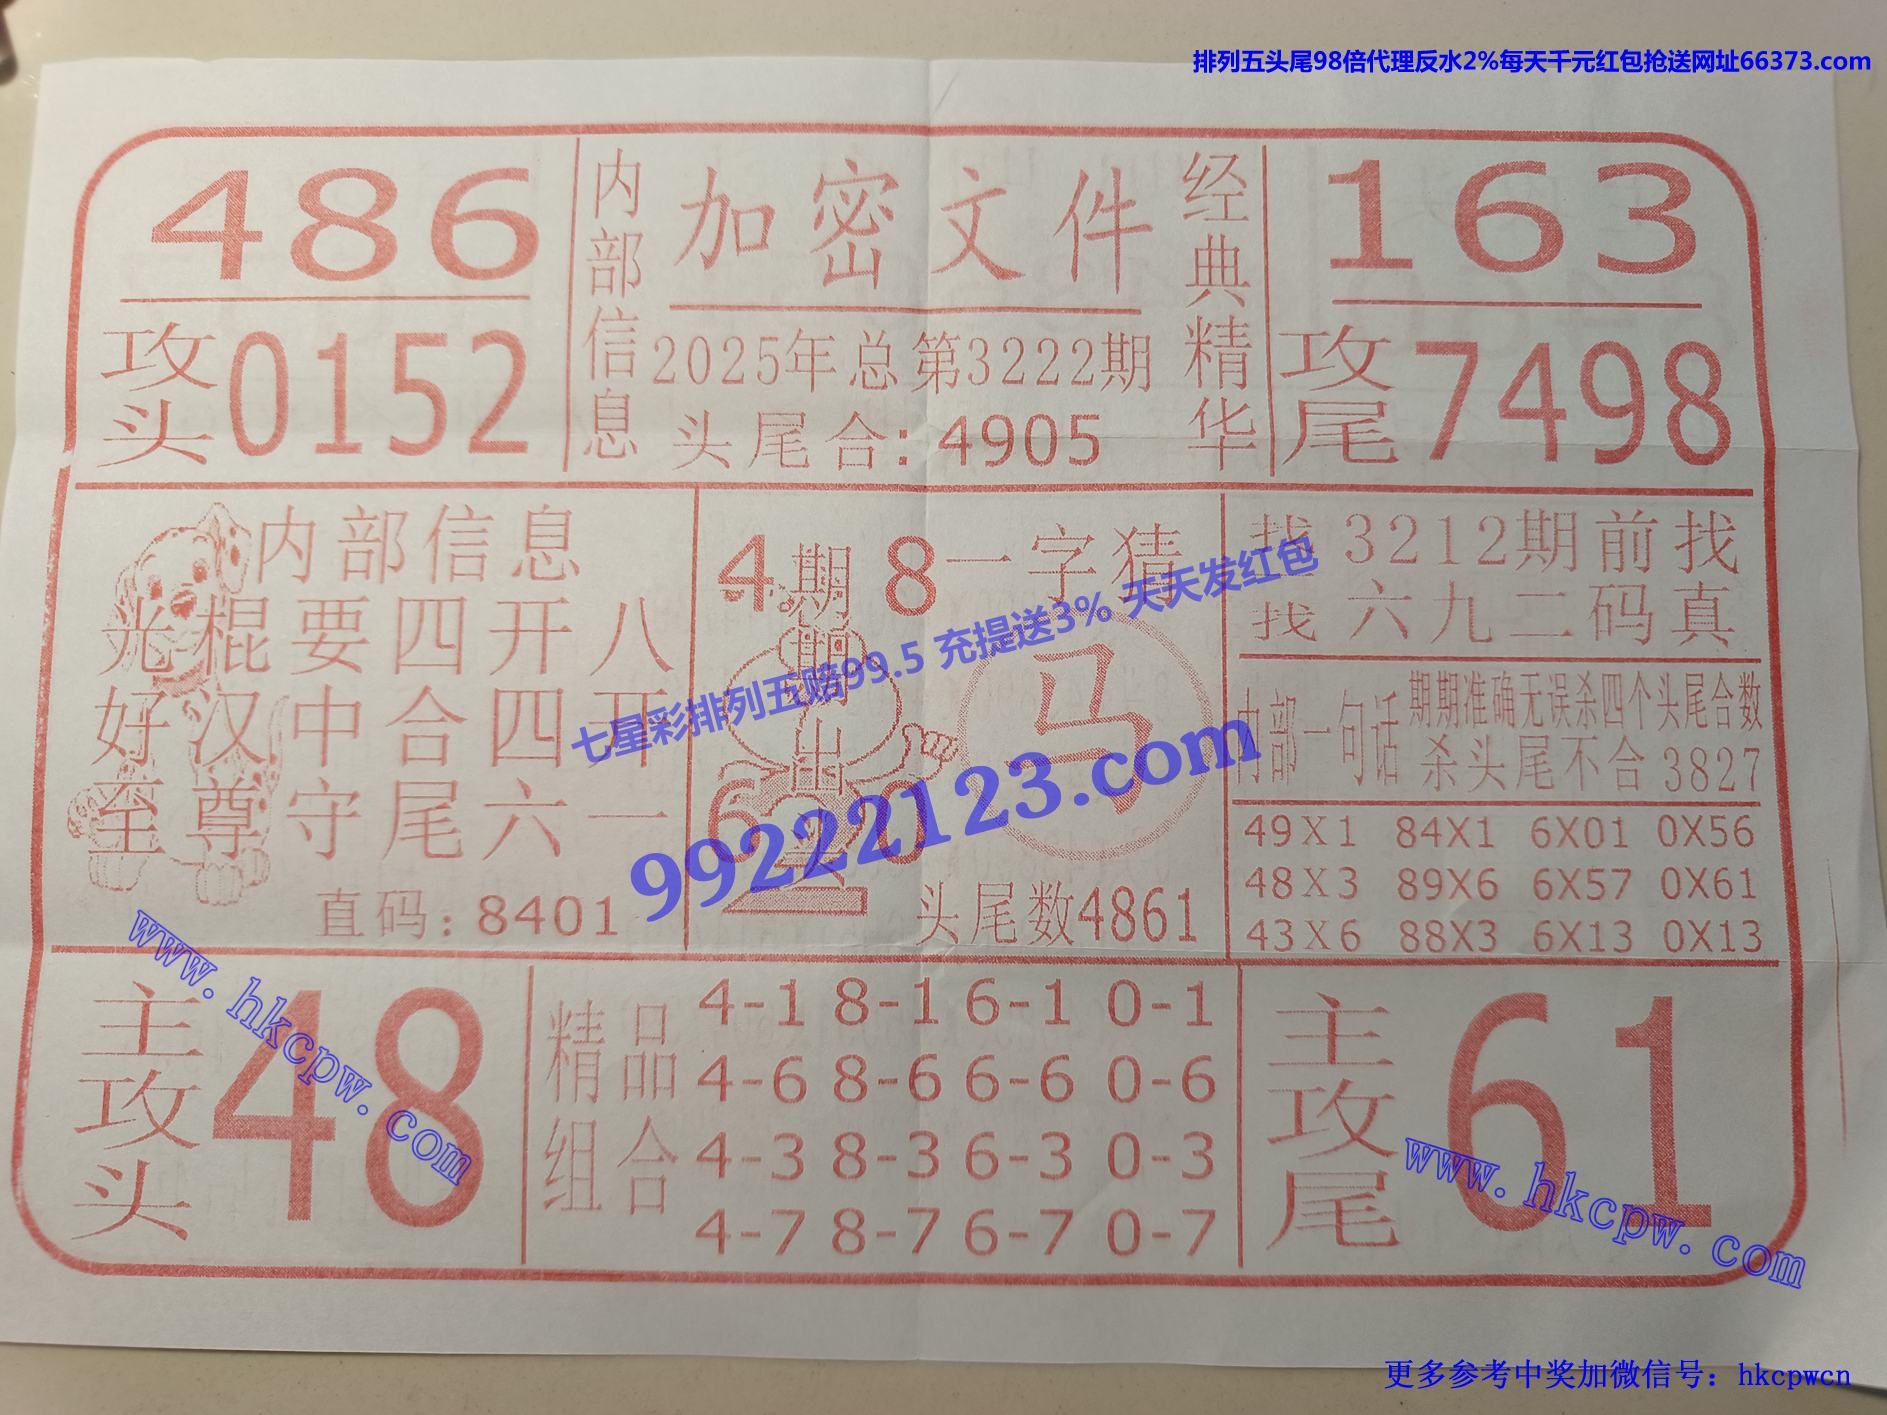 排列五头尾98倍代理反水2%每天千元红包抢送网址66373.com
486
攻头0152
内部信息
加密文件
2025年总第3222期
头尾合:4905
经典精华
163
攻尾7498
内部信息
光棍要四开八
好汉中合四开
至尊守尾六一
直码:8401
4 8
期期出
6 0
一字猜
马
头尾数4861
找3212期前找
找六九二码真
内部一句话
期期准确无误杀四个头尾合数
杀头尾不合3827
49X1 84X1 6X01 0X56
48X3 89X6 6X57 0X61
43X6 88X3 6X13 0X13
七星彩排列五赔99.5 充提送3% 天天发红包
99222123.com
主攻头
48
精品组合
4-1 8-1 6-1 0-1
4-6 8-6 6-6 0-6
4-3 8-3 6-3 0-3
4-7 8-7 6-7 0-7
主攻尾
61
www.hkcpw.com
www.hkcpw.com
更多参考中奖加微信号：hkcpwcn